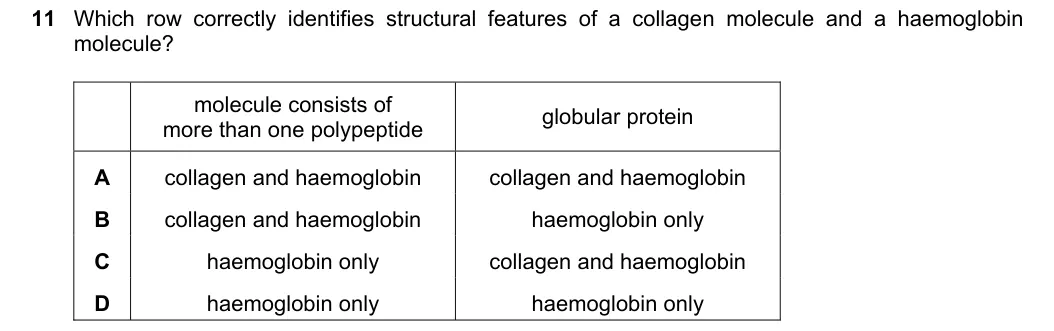 11 Which row correctly identifies structural features of a collagen molecule and a haemoglobin
molecule?
molecule consists of
more than one polypeptide
globular protein
A collagen and haemoglobin collagen and haemoglobin
B collagen and haemoglobin haemoglobin only
C haemoglobin only collagen and haemoglobin
D haemoglobin only haemoglobin only